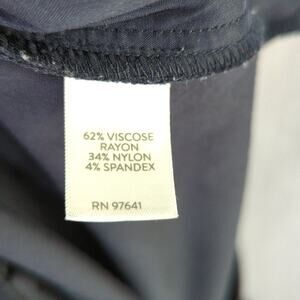 62% VISCOSE
RAYON
34% NYLON
4% SPANDEX
RN 97641